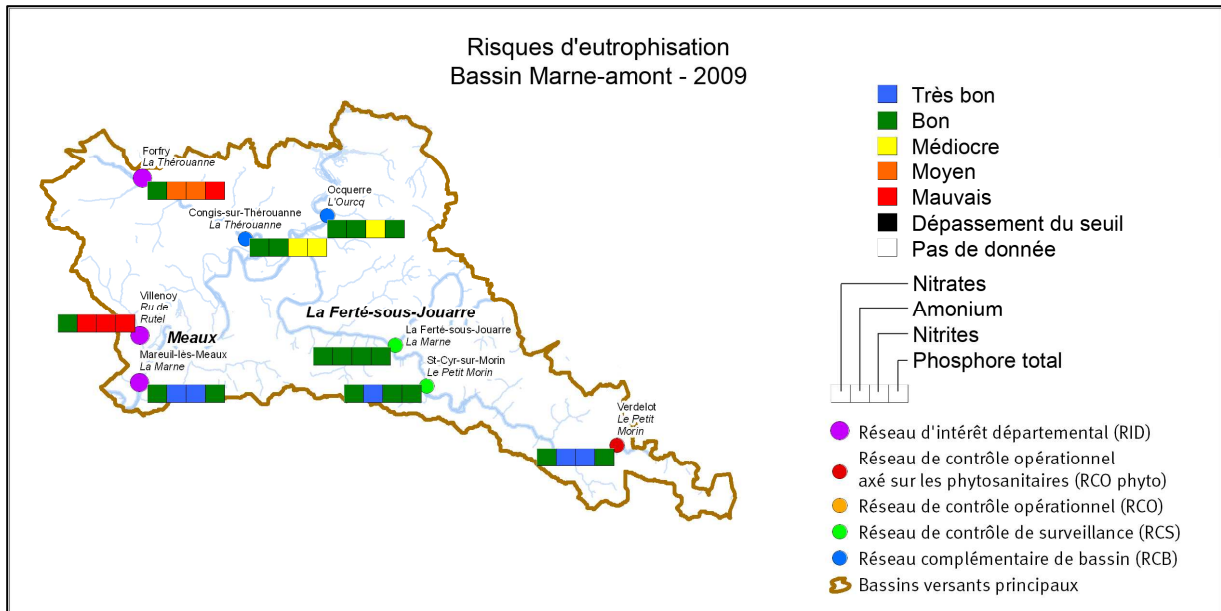 Risques d'eutrophisation
Bassin Marne-amont - 2009
Très bon
Bon
Médiocre
Moyen
Mauvais
Dépassement du seuil
Pas de donnée
Nitrates
Amonium
Nitrites
Phosphore total
Réseau d'intérêt départemental (RID)
Réseau de contrôle opérationnel
axé sur les phytosanitaires (RCO phyto)
Réseau de contrôle opérationnel (RCO)
Réseau de contrôle de surveillance (RCS)
Réseau complémentaire de bassin (RCB)
Bassins versants principaux
Forfry
La Thérouanne
Ocquerre
L'Ourcq
Congis-sur-Thérouanne
La Thérouanne
Villenoy
Ru de
Rutel
Meaux
Mareuil-lès-Meaux
La Marne
La Ferté-sous-Jouarre
La Ferté-sous-Jouarre
La Marne
St-Cyr-sur-Morin
Le Petit Morin
Verdelot
Le Petit
Morin